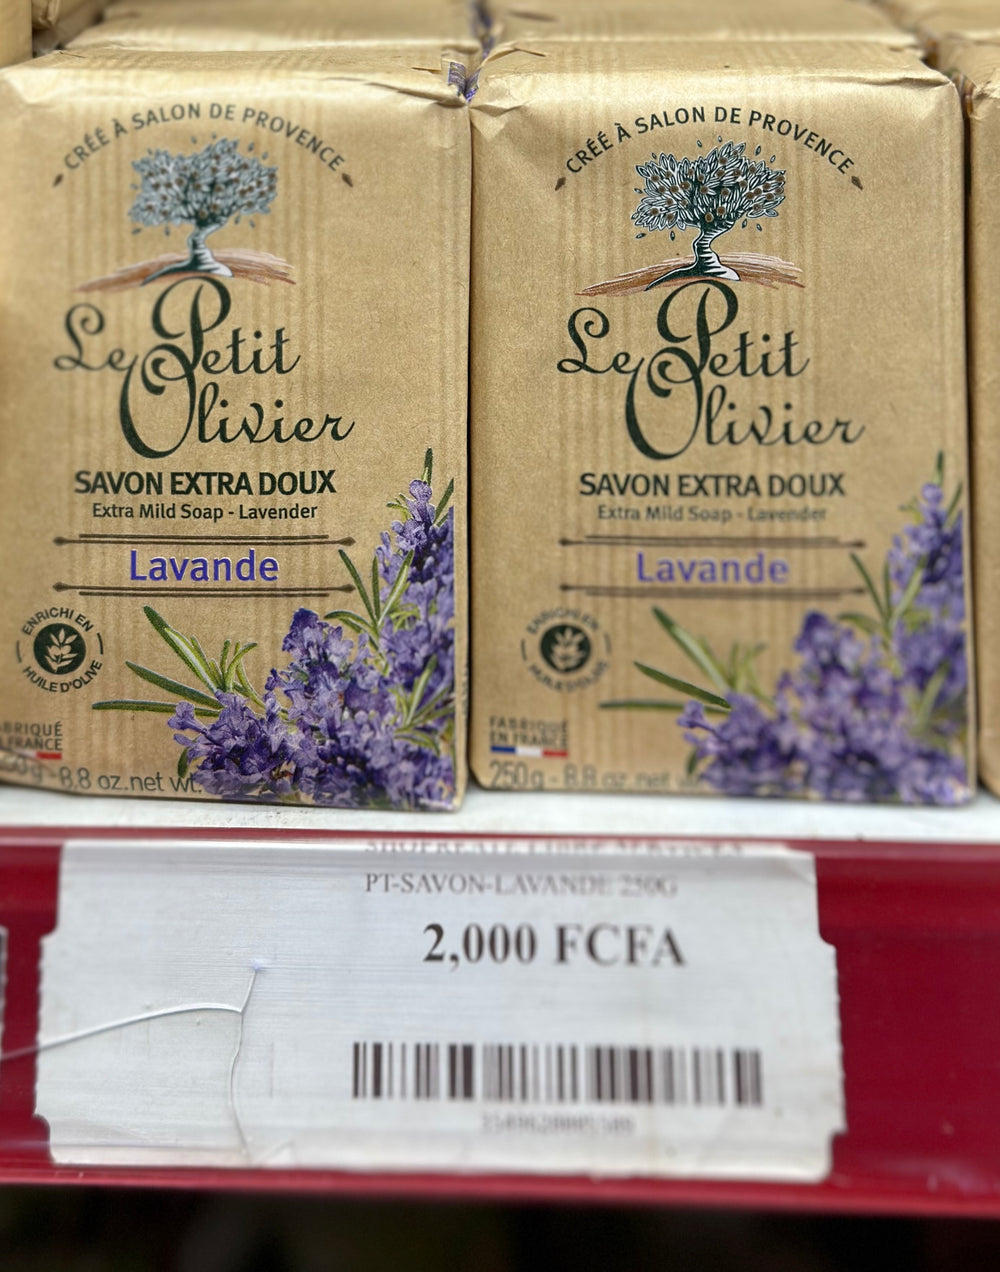 CRÉÉ À SALON DE PROVENCE
Le Petit
Olivier
SAVON EXTRA DOUX
Extra Mild Soap - Lavender
Lavande
ENRICHI EN
HUILE D'OLIVE
FABRIQUÉ
FRANCE
8.8 oz.net wt.
CRÉÉ À SALON DE PROVENCE
Le Petit
Olivier
SAVON EXTRA DOUX
Extra Mild Soap - Lavender
Lavande
ENRICHI EN
HUILE D'OLIVE
FABRIQUÉ
EN FRANCE
250g - 8.8 oz.net
PT-SAVON-LAVANDE 250G
2,000 FCFA